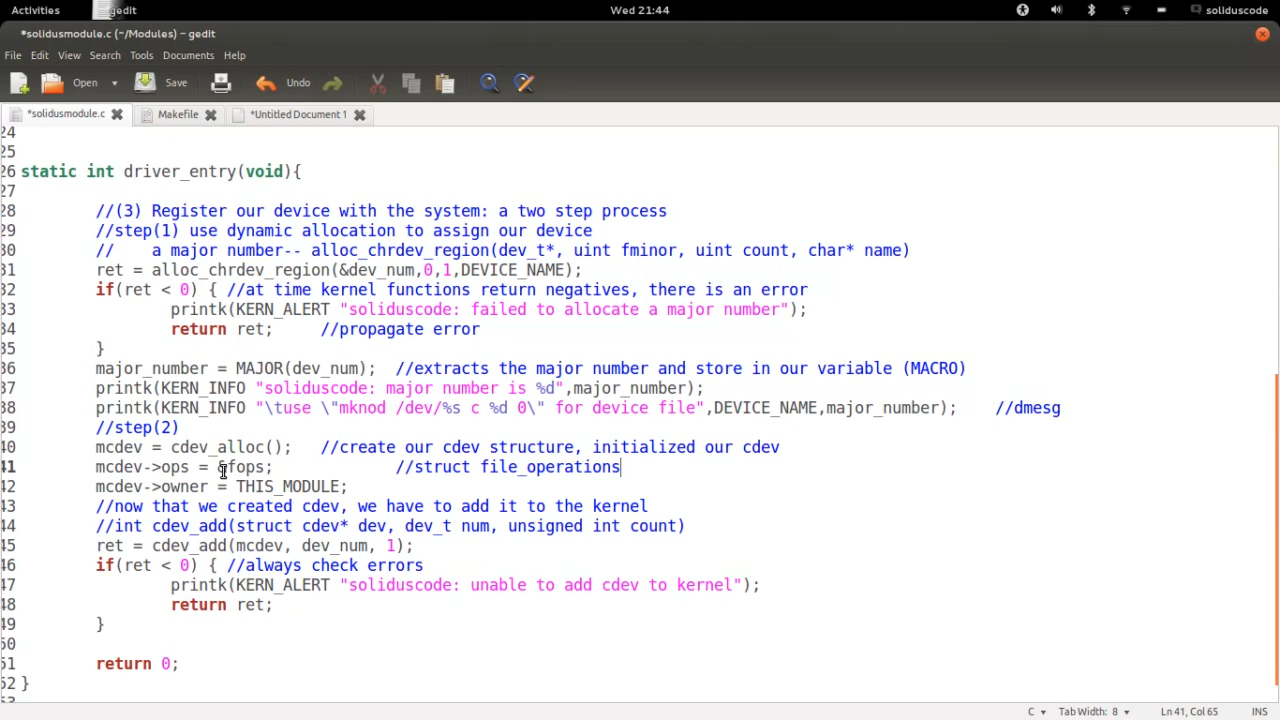 Activities gedit Wed 21:44 soliduscode
*solidusmodule.c (~/Modules) - gedit
File Edit View Search Tools Documents Help
Open Save Undo
*solidusmodule.c Makefile *Untitled Document 1
24
25
26 static int driver_entry(void){
27
28 //(3) Register our device with the system: a two step process
29 //step(1) use dynamic allocation to assign our device
30 // a major number-- alloc_chrdev_region(dev_t*, uint fminor, uint count, char* name)
31 ret = alloc_chrdev_region(&dev_num,0,1,DEVICE_NAME);
32 if(ret < 0) { //at time kernel functions return negatives, there is an error
33 printk(KERN_ALERT "soliduscode: failed to allocate a major number");
34 return ret; //propagate error
35 }
36 major_number = MAJOR(dev_num); //extracts the major number and store in our variable (MACRO)
37 printk(KERN_INFO "soliduscode: major number is %d",major_number);
38 printk(KERN_INFO "\tuse \"mknod /dev/%s c %d 0\" for device file",DEVICE_NAME,major_number); //dmesg
39 //step(2)
40 mcdev = cdev_alloc(); //create our cdev structure, initialized our cdev
41 mcdev->ops = &fops; //struct file_operations
42 mcdev->owner = THIS_MODULE;
43 //now that we created cdev, we have to add it to the kernel
44 //int cdev_add(struct cdev* dev, dev_t num, unsigned int count)
45 ret = cdev_add(mcdev, dev_num, 1);
46 if(ret < 0) { //always check errors
47 printk(KERN_ALERT "soliduscode: unable to add cdev to kernel");
48 return ret;
49 }
50
51 return 0;
52 }
53
C Tab Width: 8 Ln 41, Col 65 INS